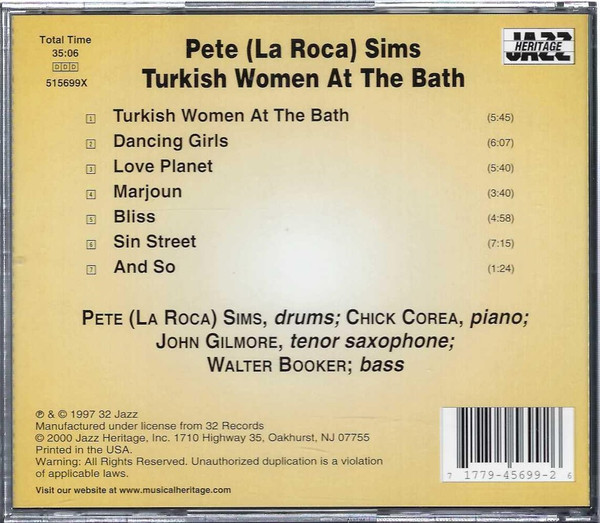 Total Time
35:06
DDD
515699X
Pete (La Roca) Sims
Turkish Women At The Bath
JAZZ
HERITAGE
1 Turkish Women At The Bath (5:45)
2 Dancing Girls (6:07)
3 Love Planet (5:40)
4 Marjoun (3:40)
5 Bliss (4:58)
6 Sin Street (7:15)
7 And So (1:24)
PETE (LA ROCA) SIMS, drums; CHICK COREA, piano;
JOHN GILMORE, tenor saxophone;
WALTER BOOKER; bass
℗ & © 1997 32 Jazz
Manufactured under license from 32 Records
© 2000 Jazz Heritage, Inc. 1710 Highway 35, Oakhurst, NJ 07755
Printed in the USA.
Warning: All Rights Reserved. Unauthorized duplication is a violation
of applicable laws.
Visit our website at www.musicalheritage.com
7 1779-45699-2 6